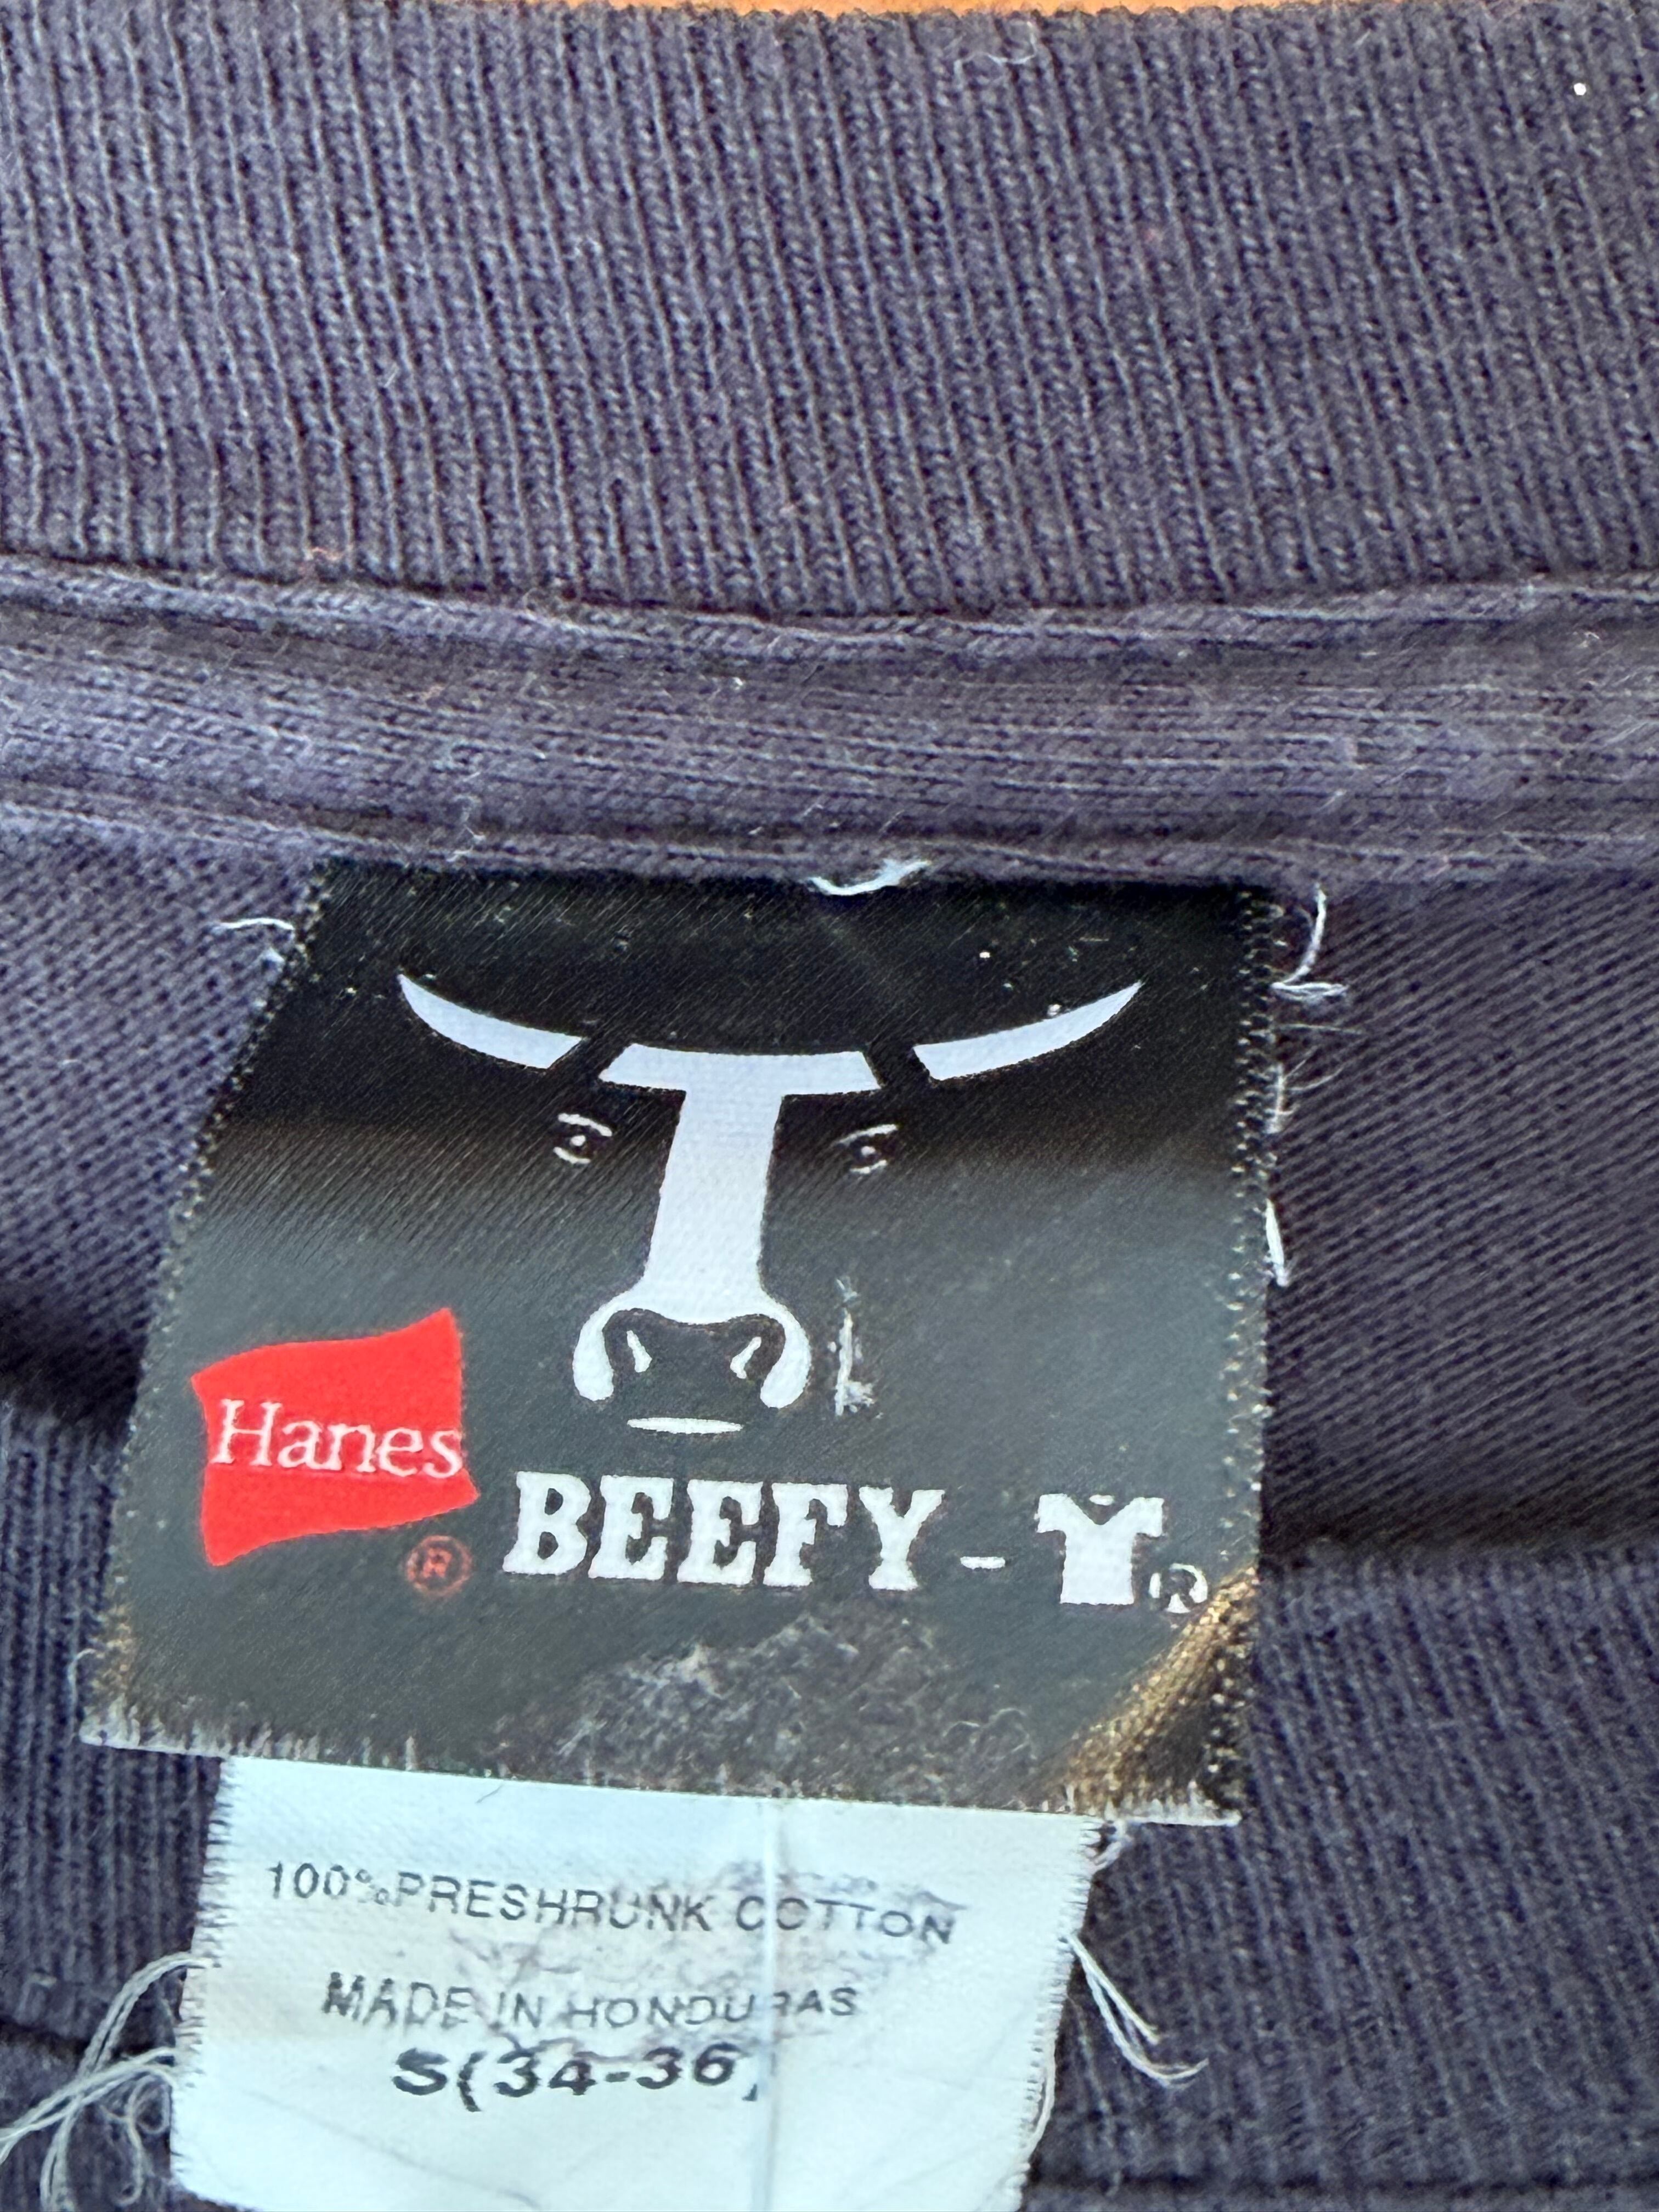 Hanes
® BEEFY-T®
100% PRESHRUNK COTTON
MADE IN HONDURAS
S(34-36)